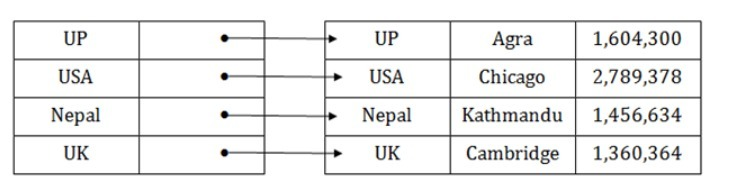 UP UP Agra 1,604,300
USA USA Chicago 2,789,378
Nepal Nepal Kathmandu 1,456,634
UK UK Cambridge 1,360,364